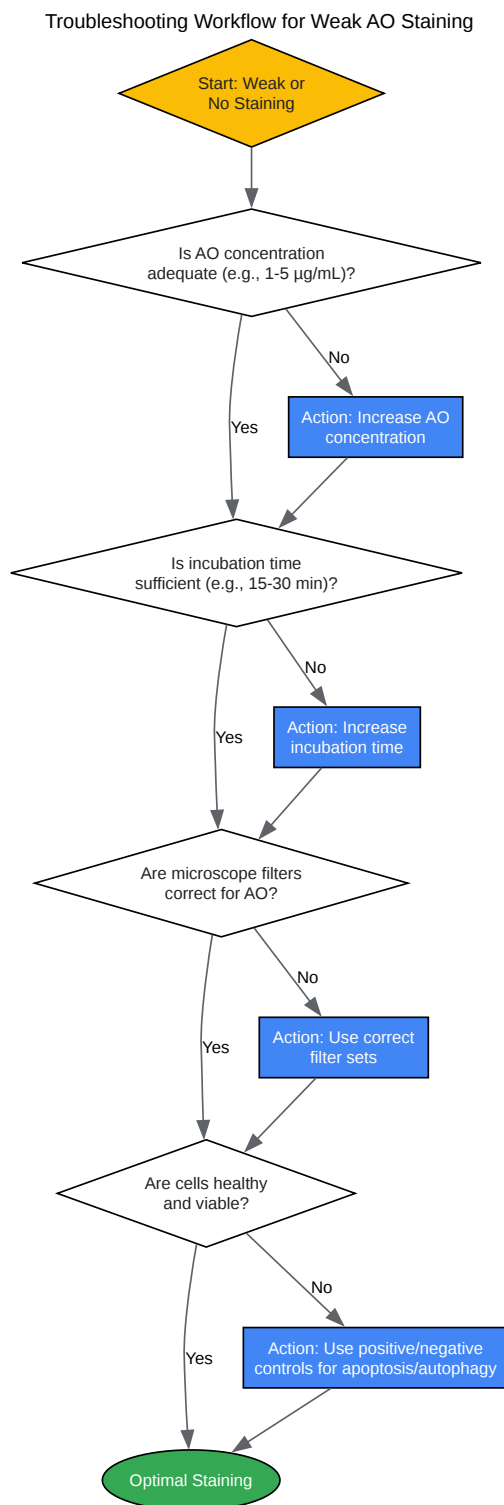 Troubleshooting Workflow for Weak AO Staining
Start: Weak or
No Staining
Is AO concentration
adequate (e.g., 1-5 µg/mL)?
No
Yes
Action: Increase AO
concentration
Is incubation time
sufficient (e.g., 15-30 min)?
No
Yes
Action: Increase
incubation time
Are microscope filters
correct for AO?
No
Yes
Action: Use correct
filter sets
Are cells healthy
and viable?
No
Yes
Action: Use positive/negative
controls for apoptosis/autophagy
Optimal Staining